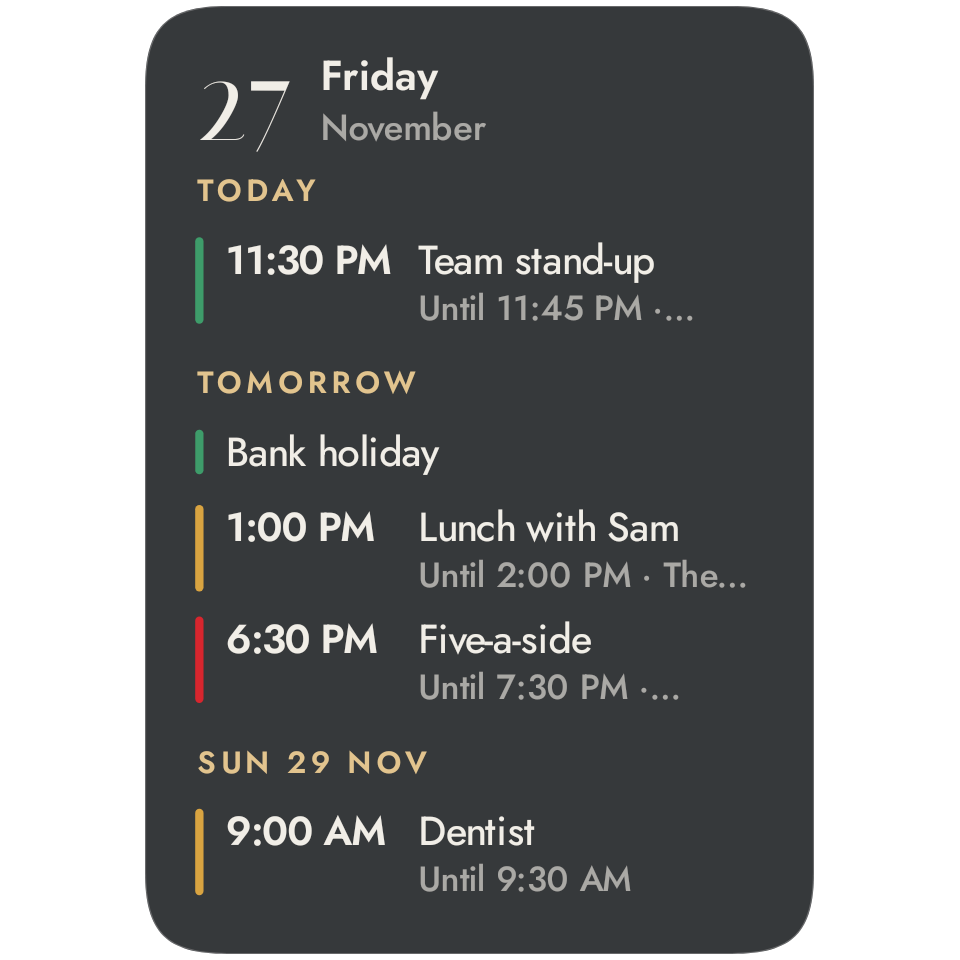 27 Friday
November
TODAY
11:30 PM Team stand-up
Until 11:45 PM ·...
TOMORROW
Bank holiday
1:00 PM Lunch with Sam
Until 2:00 PM · The...
6:30 PM Five-a-side
Until 7:30 PM ·...
SUN 29 NOV
9:00 AM Dentist
Until 9:30 AM